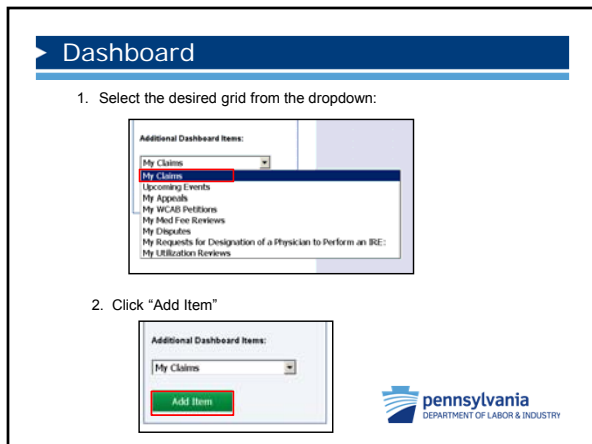 Dashboard
1. Select the desired grid from the dropdown:
Additional Dashboard Items:
My Claims
My Claims
Upcoming Events
My Appeals
My WCAB Petitions
My Med Fee Reviews
My Disputes
My Requests for Designation of a Physician to Perform an IRE:
My Utilization Reviews
2. Click “Add Item”
Additional Dashboard Items:
My Claims
Add Item
pennsylvania
DEPARTMENT OF LABOR & INDUSTRY